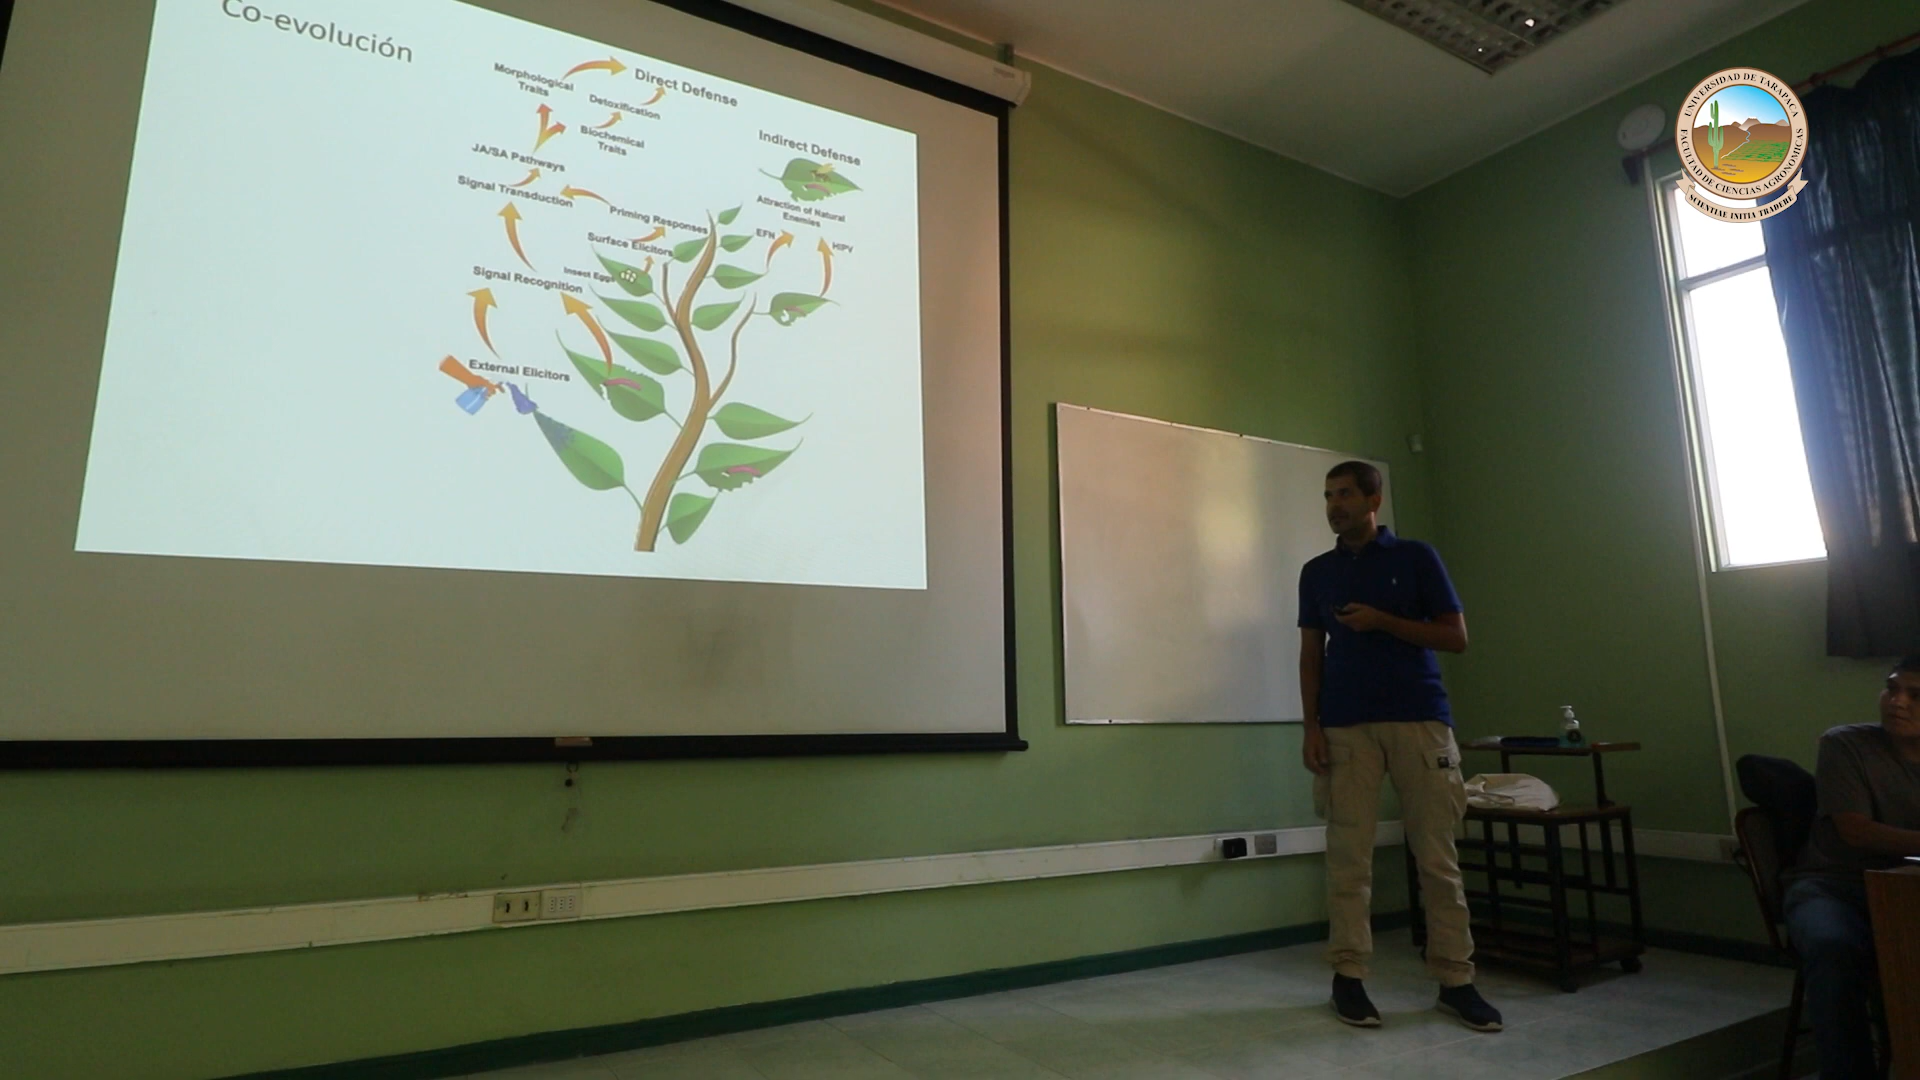 Co-evolución
Morphological
Traits
Direct Defense
Detoxification
Biochemical
Traits
JA/SA Pathways
Signal Transduction
Priming Responses
Surface Elicitors
Insect Eggs
Signal Recognition
External Elicitors
Indirect Defense
Attraction of Natural
Enemies
EFN
HIPV
UNIVERSIDAD DE TARAPACA
FACULTAD DE CIENCIAS AGRONOMICAS
SCIENTIAE INITIA TRADERE